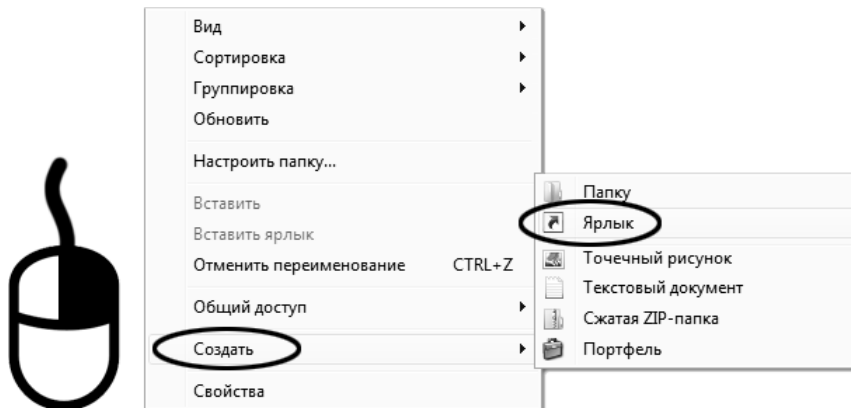 Вид
Сортировка
Группировка
Обновить
Настроить папку...
Вставить
Вставить ярлык
Отменить переименование CTRL+Z
Общий доступ
Создать
Свойства
Папку
Ярлык
Точечный рисунок
Текстовый документ
Сжатая ZIP-папка
Портфель